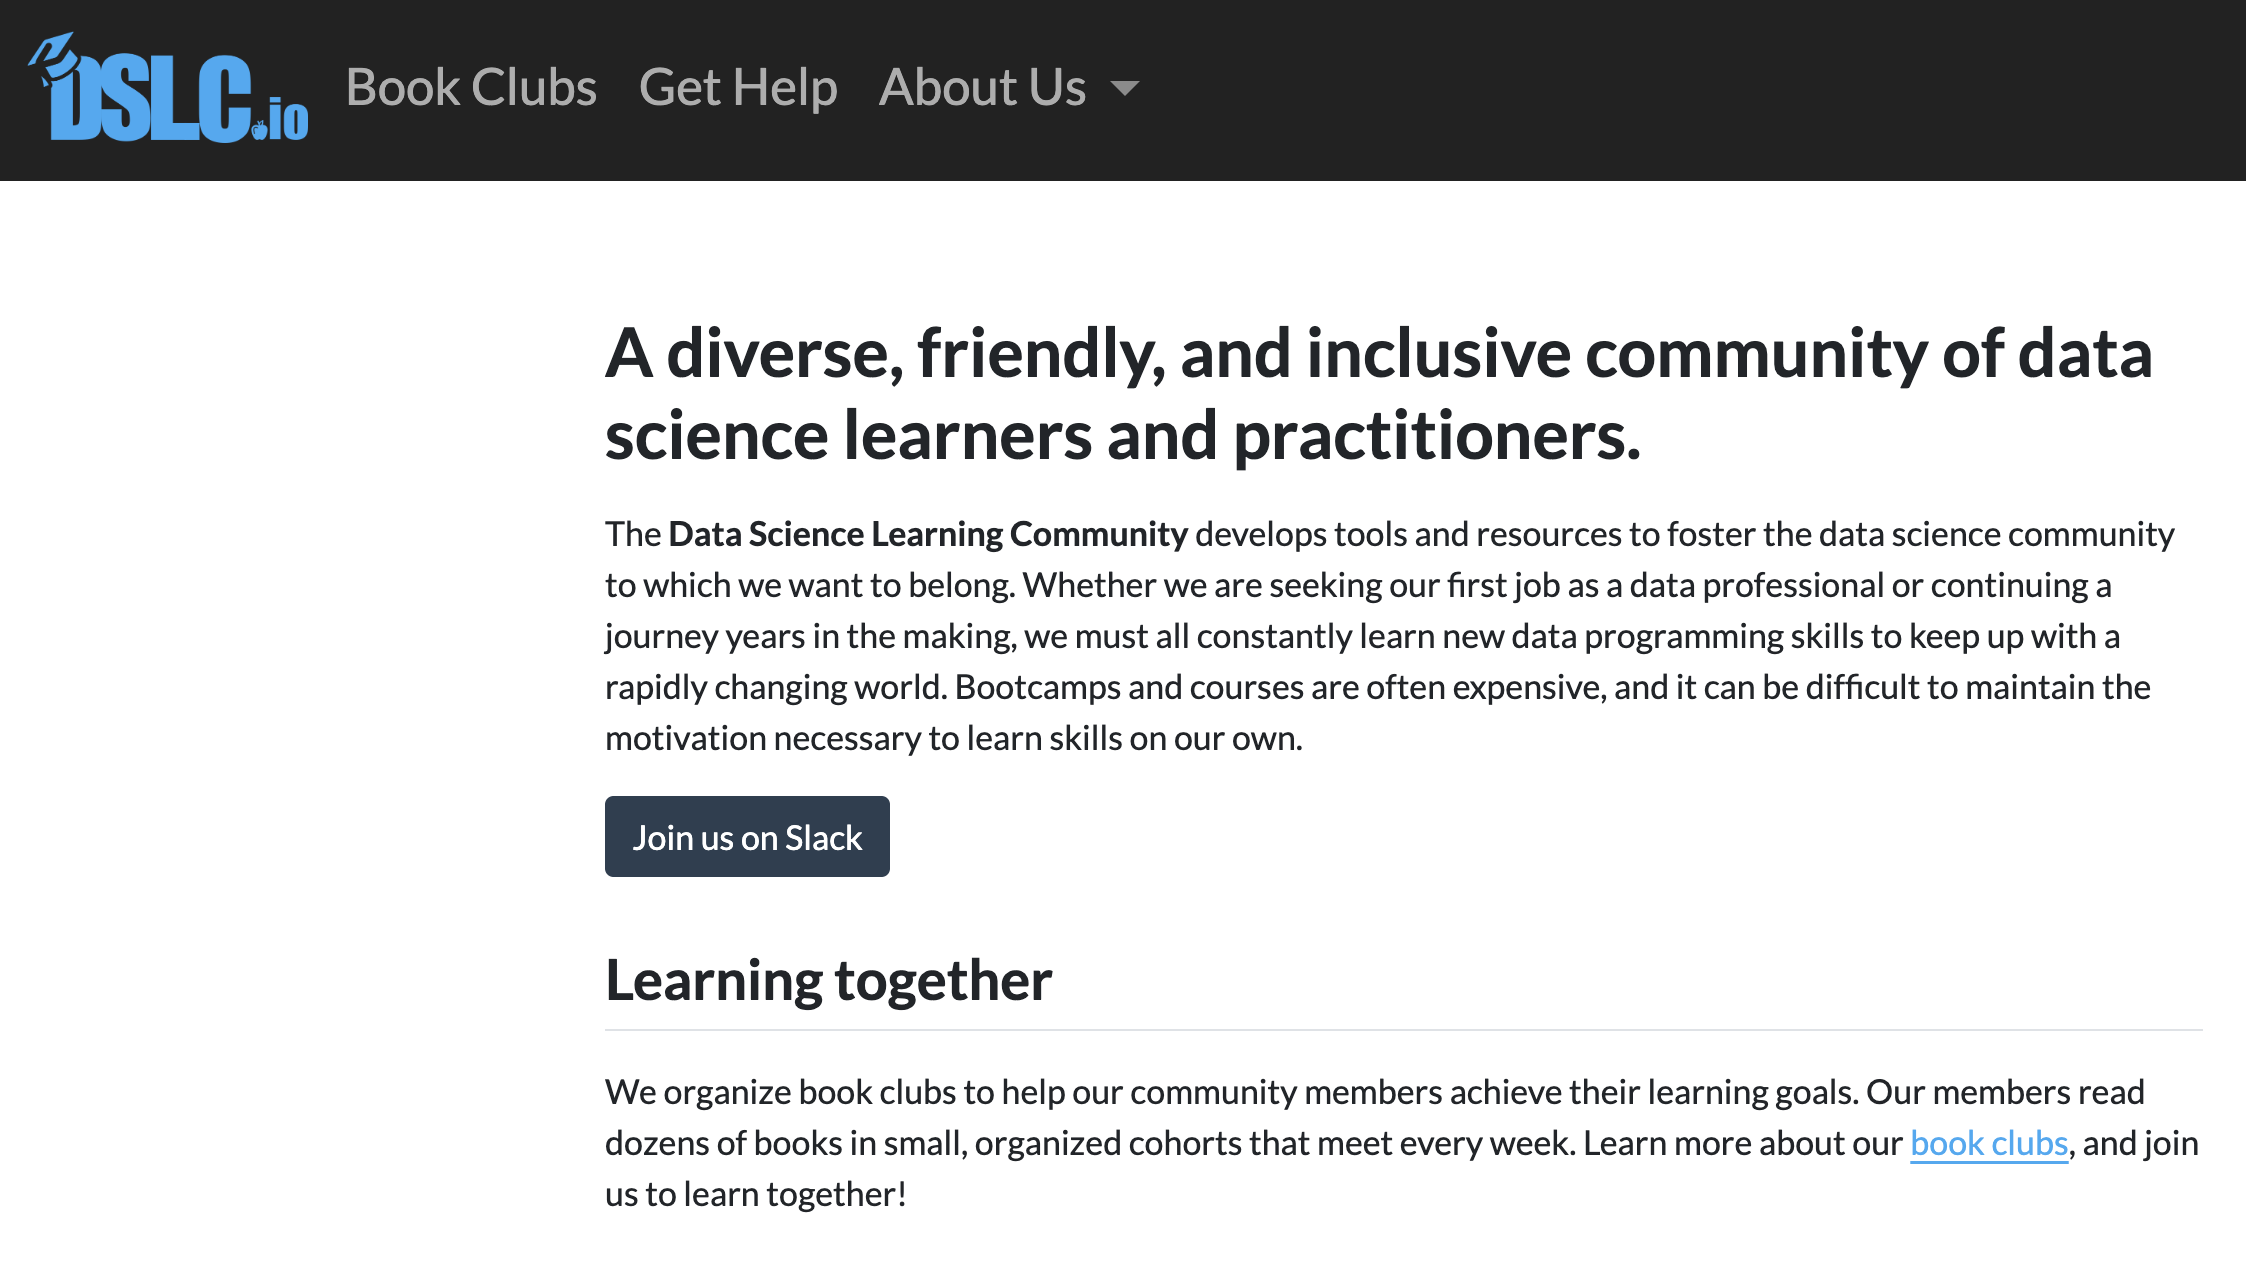 DSLC.io
Book Clubs Get Help About Us
A diverse, friendly, and inclusive community of data
science learners and practitioners.
The Data Science Learning Community develops tools and resources to foster the data science community
to which we want to belong. Whether we are seeking our first job as a data professional or continuing a
journey years in the making, we must all constantly learn new data programming skills to keep up with a
rapidly changing world. Bootcamps and courses are often expensive, and it can be difficult to maintain the
motivation necessary to learn skills on our own.
Join us on Slack
Learning together
We organize book clubs to help our community members achieve their learning goals. Our members read
dozens of books in small, organized cohorts that meet every week. Learn more about our book clubs, and join
us to learn together!